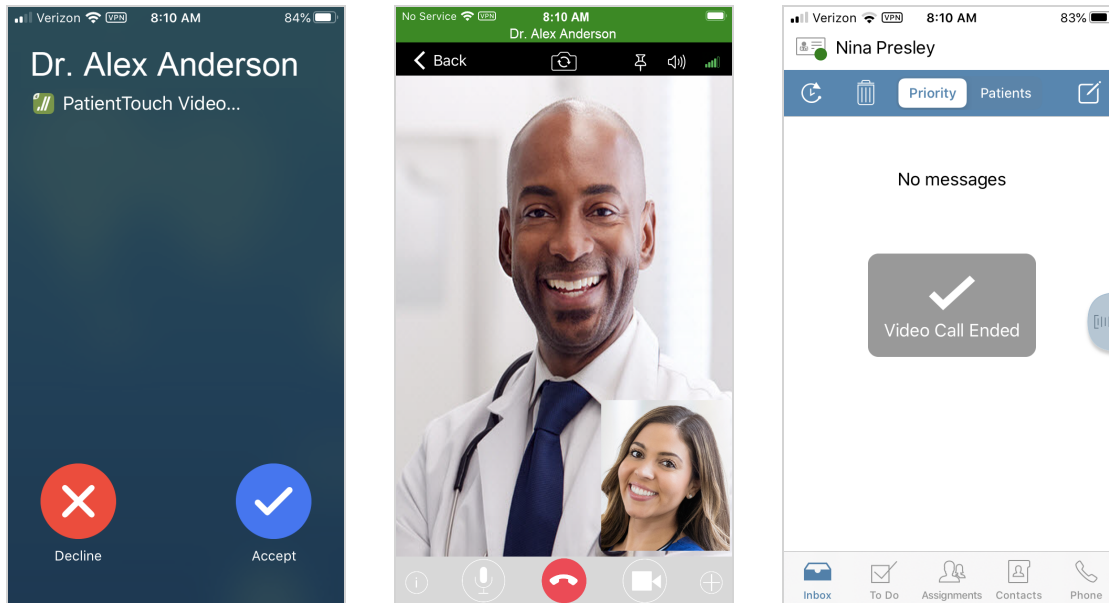 Verizon VPN 8:10 AM 84%
Dr. Alex Anderson
PatientTouch Video...
Decline
Accept
No Service VPN 8:10 AM
Dr. Alex Anderson
Back
Verizon VPN 8:10 AM 83%
Nina Presley
Priority
Patients
No messages
Video Call Ended
Inbox
To Do
Assignments
Contacts
Phone